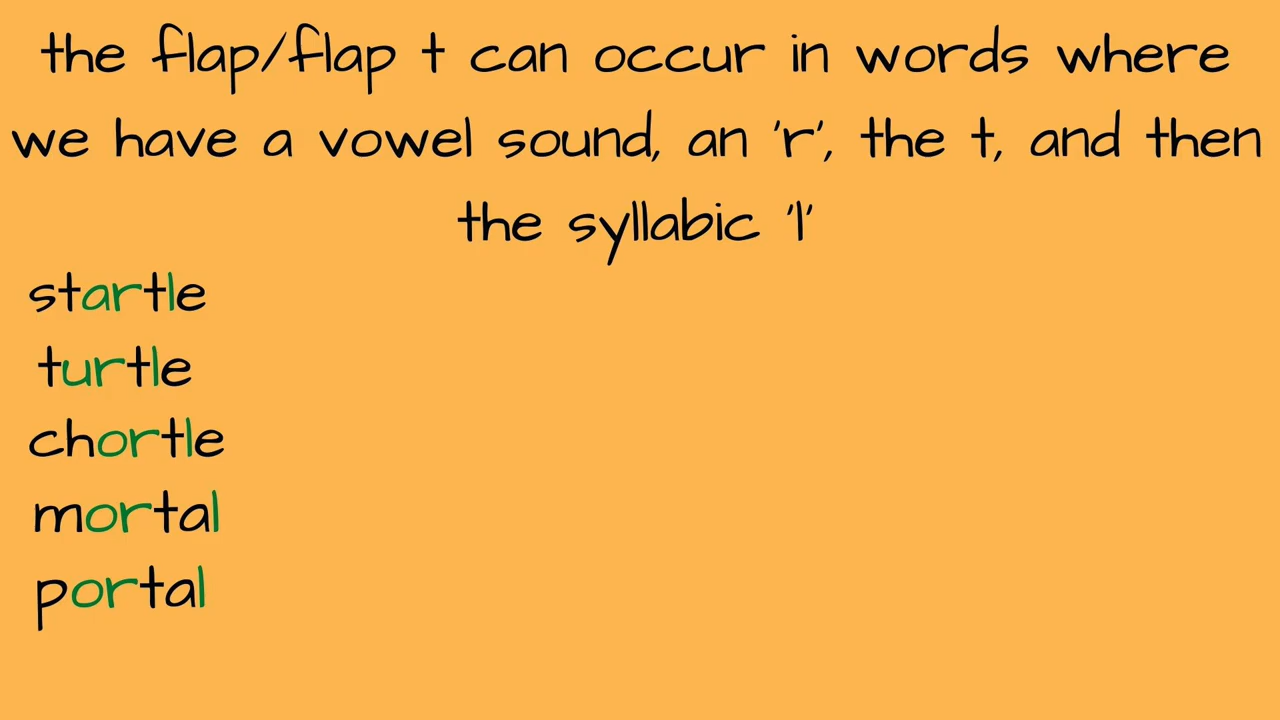 the flap/flap t can occur in words where
we have a vowel sound, an 'r', the t, and then
the syllabic 'l'
startle
turtle
chortle
mortal
portal